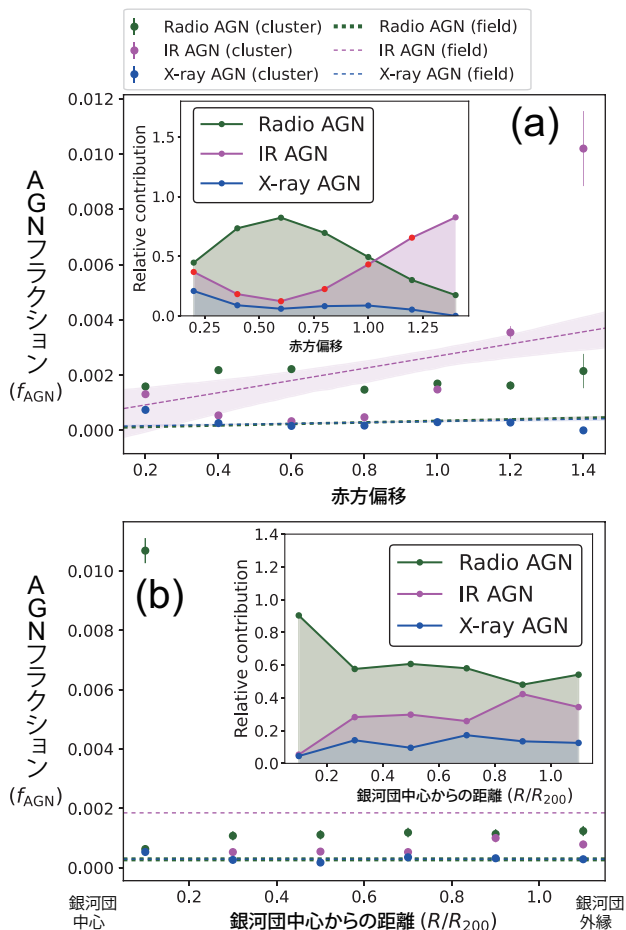 Radio AGN (cluster) Radio AGN (field)
IR AGN (cluster) IR AGN (field)
X-ray AGN (cluster) X-ray AGN (field)
(a)
AGNフラクション
(f_AGN)
0.012
0.010
0.008
0.006
0.004
0.002
0.000
Relative contribution
1.5
1.0
0.5
0.0
Radio AGN
IR AGN
X-ray AGN
0.25 0.50 0.75 1.00 1.25
赤方偏移
0.2 0.4 0.6 0.8 1.0 1.2 1.4
赤方偏移
(b)
AGNフラクション
(f_AGN)
0.010
0.008
0.006
0.004
0.002
0.000
Relative contribution
1.4
1.2
1.0
0.8
0.6
0.4
0.2
0.0
Radio AGN
IR AGN
X-ray AGN
0.2 0.4 0.6 0.8 1.0
銀河団中心からの距離 (R/R_200)
0.2 0.4 0.6 0.8 1.0
銀河団
中心
銀河団中心からの距離 (R/R_200)
銀河団
外縁